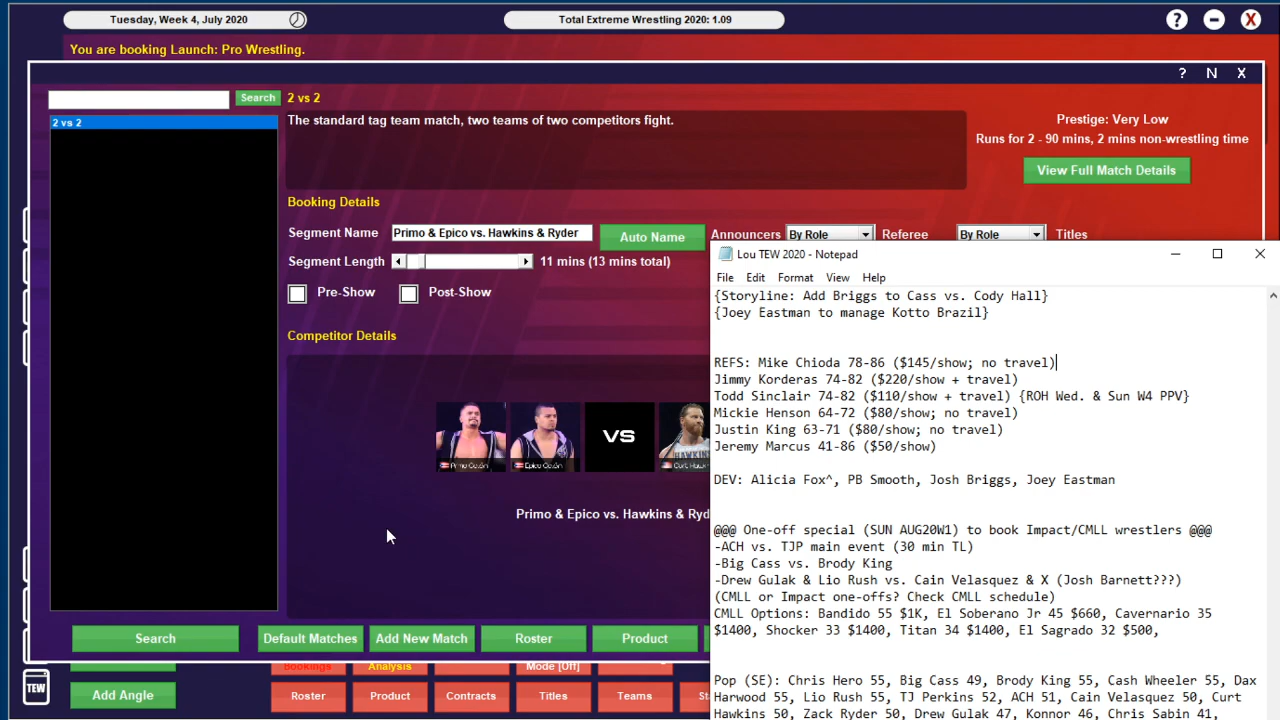 Tuesday, Week 4, July 2020
Total Extreme Wrestling 2020: 1.09
?
X
You are booking Launch: Pro Wrestling.
? N X
Search
2 vs 2
2 vs 2
The standard tag team match, two teams of two competitors fight.
Prestige: Very Low
Runs for 2 - 90 mins, 2 mins non-wrestling time
View Full Match Details
Booking Details
Segment Name
Primo & Epico vs. Hawkins & Ryder
Auto Name
Announcers
By Role
Referee
By Role
Titles
Segment Length
11 mins (13 mins total)
Pre-Show
Post-Show
Competitor Details
VS
HAWKINS
Primo Colón
Epico Colón
Curt Hawk
Primo & Epico vs. Hawkins & Ryd
Search
Default Matches
Add New Match
Roster
Product
TEW
Add Angle
Bookings
Analysis
Mode [Off]
Roster
Product
Contracts
Titles
Teams
Lou TEW 2020 - Notepad
File Edit Format View Help
{Storyline: Add Briggs to Cass vs. Cody Hall}
{Joey Eastman to manage Kotto Brazil}
REFS: Mike Chioda 78-86 ($145/show; no travel)
Jimmy Korderas 74-82 ($220/show + travel)
Todd Sinclair 74-82 ($110/show + travel) {ROH Wed. & Sun W4 PPV}
Mickie Henson 64-72 ($80/show; no travel)
Justin King 63-71 ($80/show; no travel)
Jeremy Marcus 41-86 ($50/show)
DEV: Alicia Fox^, PB Smooth, Josh Briggs, Joey Eastman
@@@ One-off special (SUN AUG20W1) to book Impact/CMLL wrestlers @@@
-ACH vs. TJP main event (30 min TL)
-Big Cass vs. Brody King
-Drew Gulak & Lio Rush vs. Cain Velasquez & X (Josh Barnett???)
(CMLL or Impact one-offs? Check CMLL schedule)
CMLL Options: Bandido 55 $1K, El Soberano Jr 45 $660, Cavernario 35
$1400, Shocker 33 $1400, Titan 34 $1400, El Sagrado 32 $500,
Pop (SE): Chris Hero 55, Big Cass 49, Brody King 55, Cash Wheeler 55, Dax
Harwood 55, Lio Rush 55, TJ Perkins 52, ACH 51, Cain Velasquez 50, Curt
Hawkins 50, Zack Ryder 50, Drew Gulak 47, Konnor 46, Chris Sabin 41,